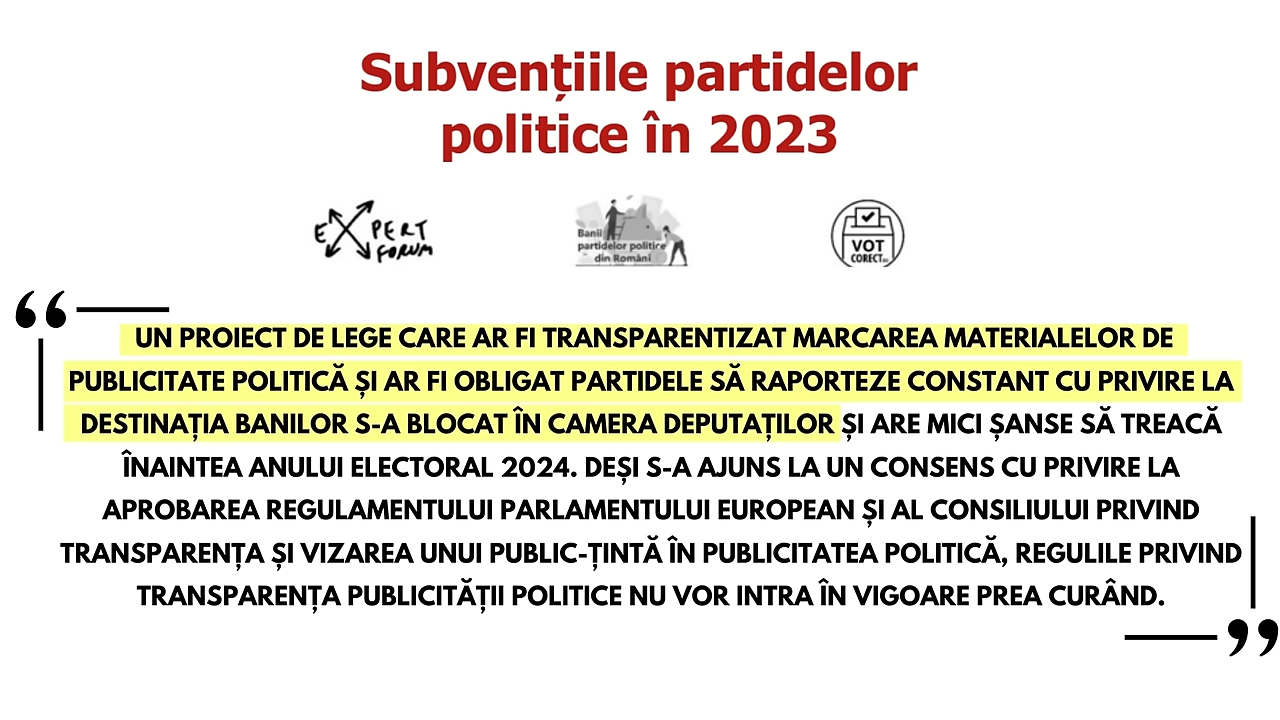 Subvențiile partidelor
politice în 2023
EXPERT
FORUM
Banii
partidelor politice
din Români
VOT
CORECT.RO
“
UN PROIECT DE LEGE CARE AR FI TRANSPARENTIZAT MARCAREA MATERIALELOR DE
PUBLICITATE POLITICĂ ȘI AR FI OBLIGAT PARTIDELE SĂ RAPORTEZE CONSTANT CU PRIVIRE LA
DESTINAȚIA BANILOR S-A BLOCAT ÎN CAMERA DEPUTAȚILOR ȘI ARE MICI ȘANSE SĂ TREACĂ
ÎNAINTEA ANULUI ELECTORAL 2024. DEȘI S-A AJUNS LA UN CONSENS CU PRIVIRE LA
APROBAREA REGULAMENTULUI PARLAMENTULUI EUROPEAN ȘI AL CONSILIULUI PRIVIND
TRANSPARENȚA ȘI VIZAREA UNUI PUBLIC-ȚINTĂ ÎN PUBLICITATEA POLITICĂ, REGULILE PRIVIND
TRANSPARENȚA PUBLICITĂȚII POLITICE NU VOR INTRA ÎN VIGOARE PREA CURÂND.
”